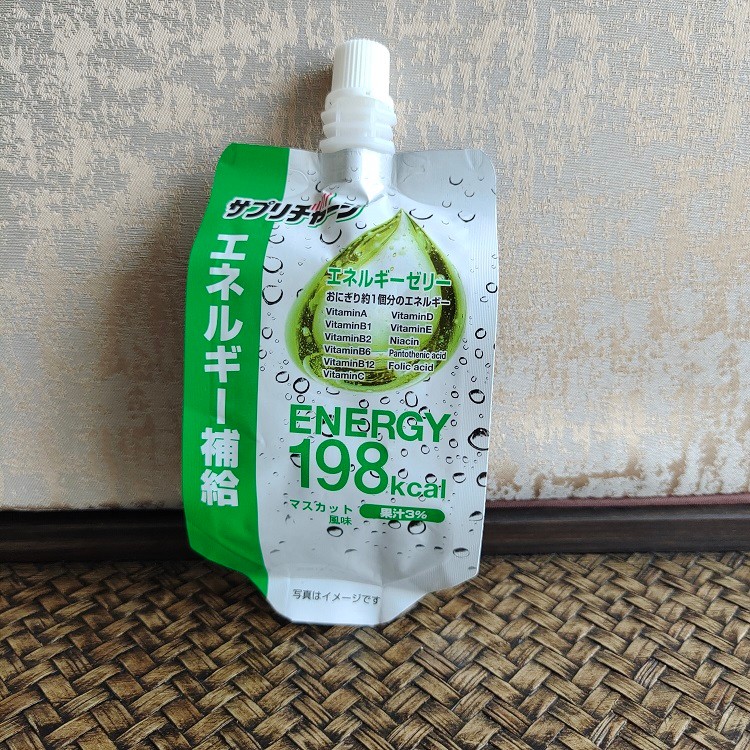 サプリチャージ
エネルギー補給
エネルギーゼリー
おにぎり約1個分のエネルギー
VitaminA
VitaminB1
VitaminB2
VitaminB6
VitaminB12
VitaminC
VitaminD
VitaminE
Niacin
Pantothenic acid
Folic acid
ENERGY
198kcal
マスカット
風味
果汁3%
写真はイメージです